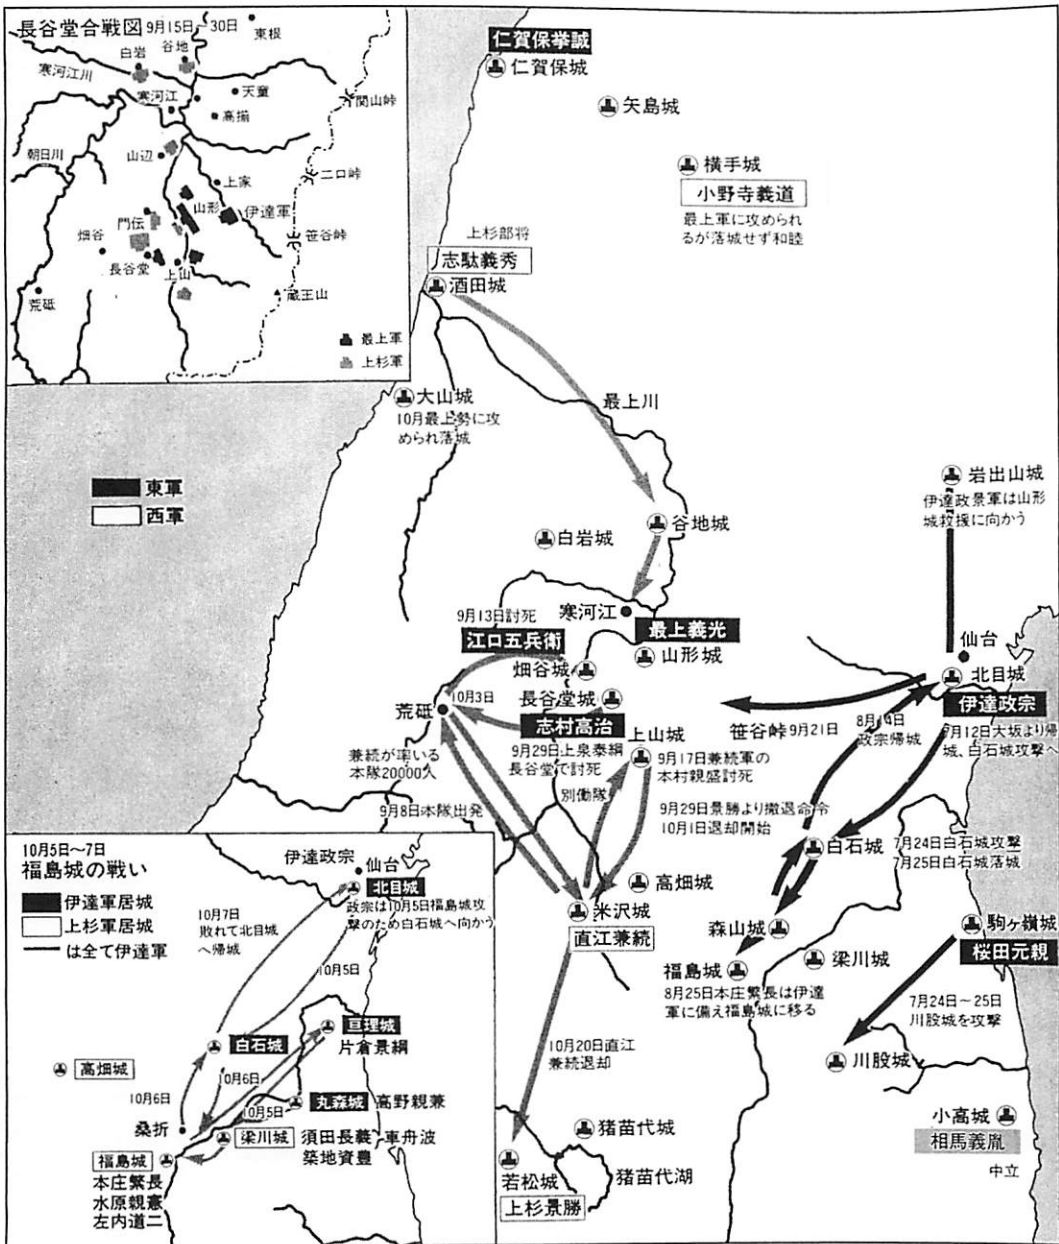 長谷堂合戦図 9月15日～30日
東根
白岩
谷地
寒河江川
寒河江
天童
関山峠
高擶
朝日川
山辺
上家
二口峠
門伝
山形
伊達軍
畑谷
笹谷峠
長谷堂
上山
荒砥
蔵王山
最上軍
上杉軍
仁賀保挙誠
仁賀保城
矢島城
横手城
小野寺義道
最上軍に攻められ
るが落城せず和睦
上杉部将
志駄義秀
酒田城
大山城
10月最上勢に攻
められ落城
最上川
東軍
西軍
岩出山城
伊達政景軍は山形
城救援に向かう
谷地城
白岩城
寒河江
9月13日討死
江口五兵衛
最上義光
山形城
畑谷城
仙台
北目城
伊達政宗
7月12日大坂より帰
城、白石城攻撃へ
長谷堂城
10月3日
荒砥
志村高治
笹谷峠9月21日
8月14日
政宗帰城
上山城
9月29日上泉泰綱
長谷堂で討死
9月17日兼続軍の
本村親盛討死
兼続が率いる
本隊20000人
別働隊
9月8日本隊出発
9月29日景勝より撤退命令
10月1日退却開始
白石城
7月24日白石城攻撃
7月25日白石城落城
高畑城
米沢城
直江兼続
森山城
駒ヶ嶺城
桜田元親
福島城
梁川城
8月25日本庄繁長は伊達
軍に備え福島城に移る
7月24日～25日
川股城を攻撃
10月20日直江
兼続退却
川股城
猪苗代城
小高城
相馬義胤
中立
若松城
猪苗代湖
上杉景勝
10月5日～7日
福島城の戦い
伊達軍居城
上杉軍居城
は全て伊達軍
伊達政宗
仙台
北目城
政宗は10月5日福島城攻
撃のため白石城へ向かう
10月7日
敗れて北目城
へ帰城
10月5日
亘理城
片倉景綱
白石城
高畑城
10月6日
10月6日
10月5日
丸森城 高野親兼
桑折
梁川城 須田長義 車舟波
築地資豊
福島城
本庄繁長
水原親憲
左内道二